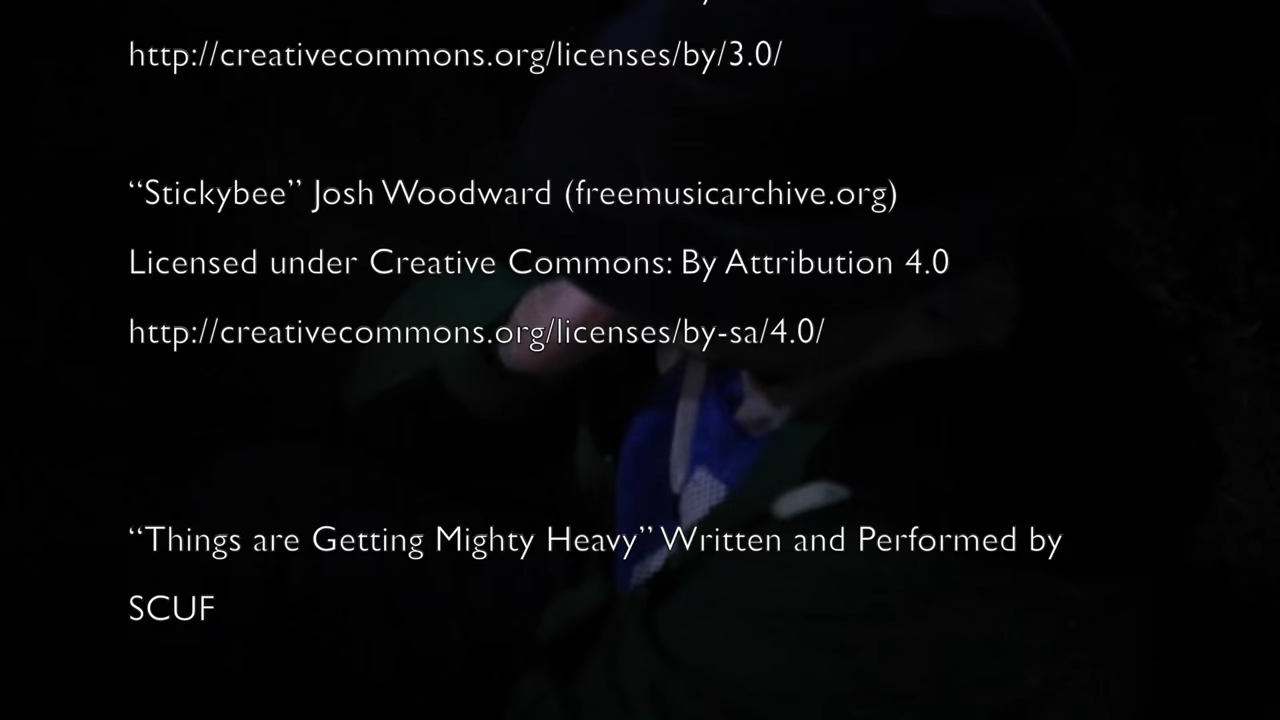 http://creativecommons.org/licenses/by/3.0/
“Stickybee” Josh Woodward (freemusicarchive.org)
Licensed under Creative Commons: By Attribution 4.0
http://creativecommons.org/licenses/by-sa/4.0/
“Things are Getting Mighty Heavy” Written and Performed by
SCUF